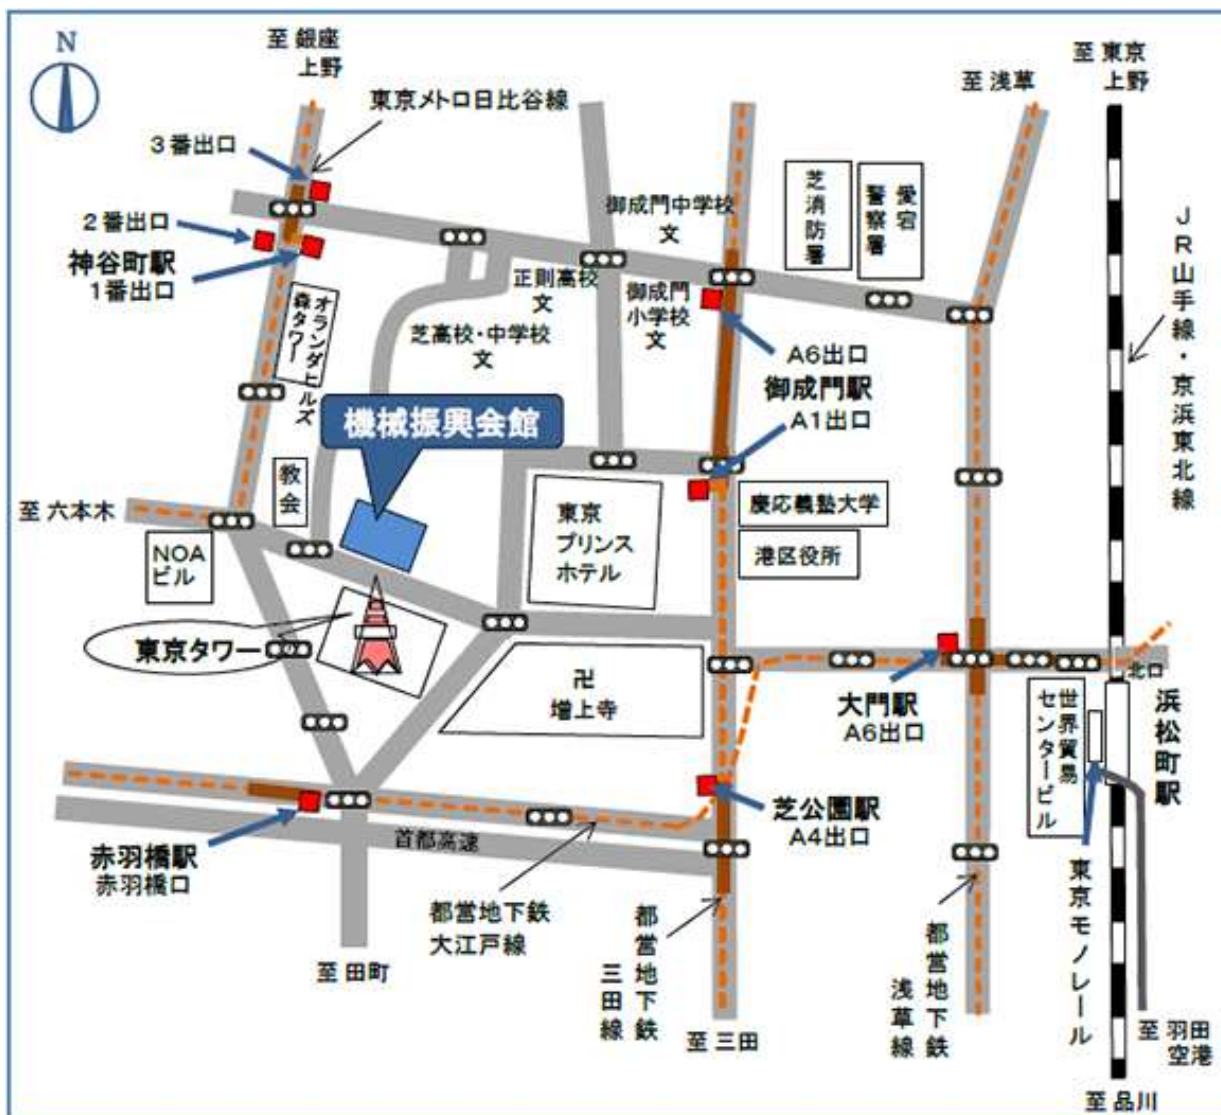 N
至 銀座
上野
東京メトロ日比谷線
至 浅草
至 東京
上野
3番出口
2番出口
神谷町駅
1番出口
御成門中学校
文
芝消防署
愛宕
警察署
JR山手線・京浜東北線
正則高校
文
御成門
小学校
文
芝高校・中学校
文
オランダヒルズ
森タワー
A6出口
御成門駅
A1出口
機械振興会館
教会
至 六本木
NOA
ビル
東京
プリンス
ホテル
慶応義塾大学
港区役所
東京タワー
卍
増上寺
大門駅
A6出口
北口
浜松町駅
世界貿易
センタービル
芝公園駅
A4出口
赤羽橋駅
赤羽橋口
首都高速
都営地下鉄
大江戸線
都営地下鉄
三田線
都営地下鉄
浅草線
東京モノレール
至 田町
至 三田
至 羽田
空港
至 品川